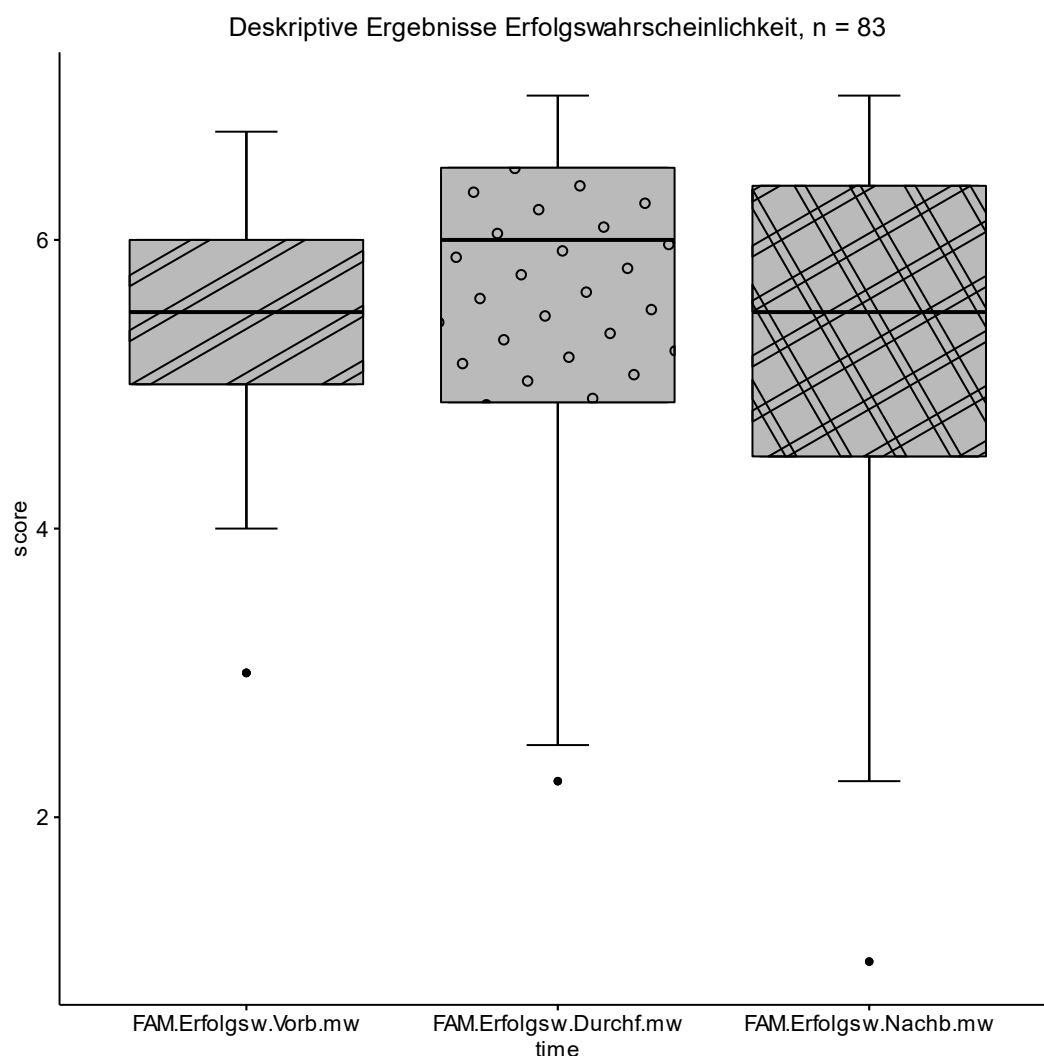 Deskriptive Ergebnisse Erfolgswahrscheinlichkeit, n = 83
6
4
2
score
FAM.Erfolgsw.Vorb.mw FAM.Erfolgsw.Durchf.mw FAM.Erfolgsw.Nachb.mw
time